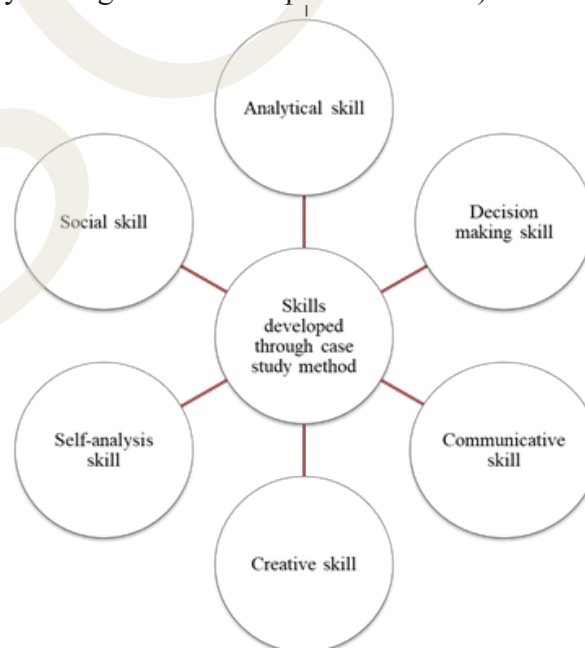 Analytical skill
Social skill
Decision
making skill
Skills
developed
through case
study method
Self-analysis
skill
Communicative
skill
Creative skill